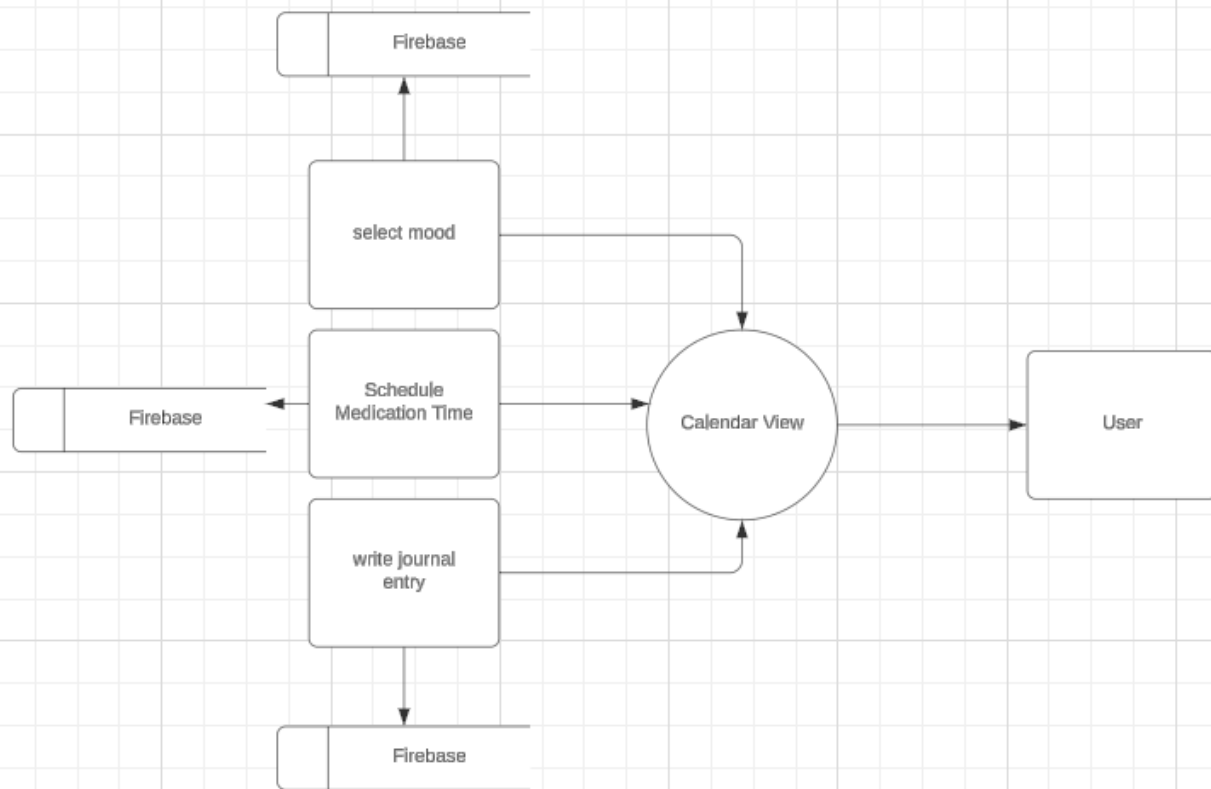 Firebase
select mood
Schedule
Medication Time
Firebase
Calendar View
User
write journal
entry
Firebase